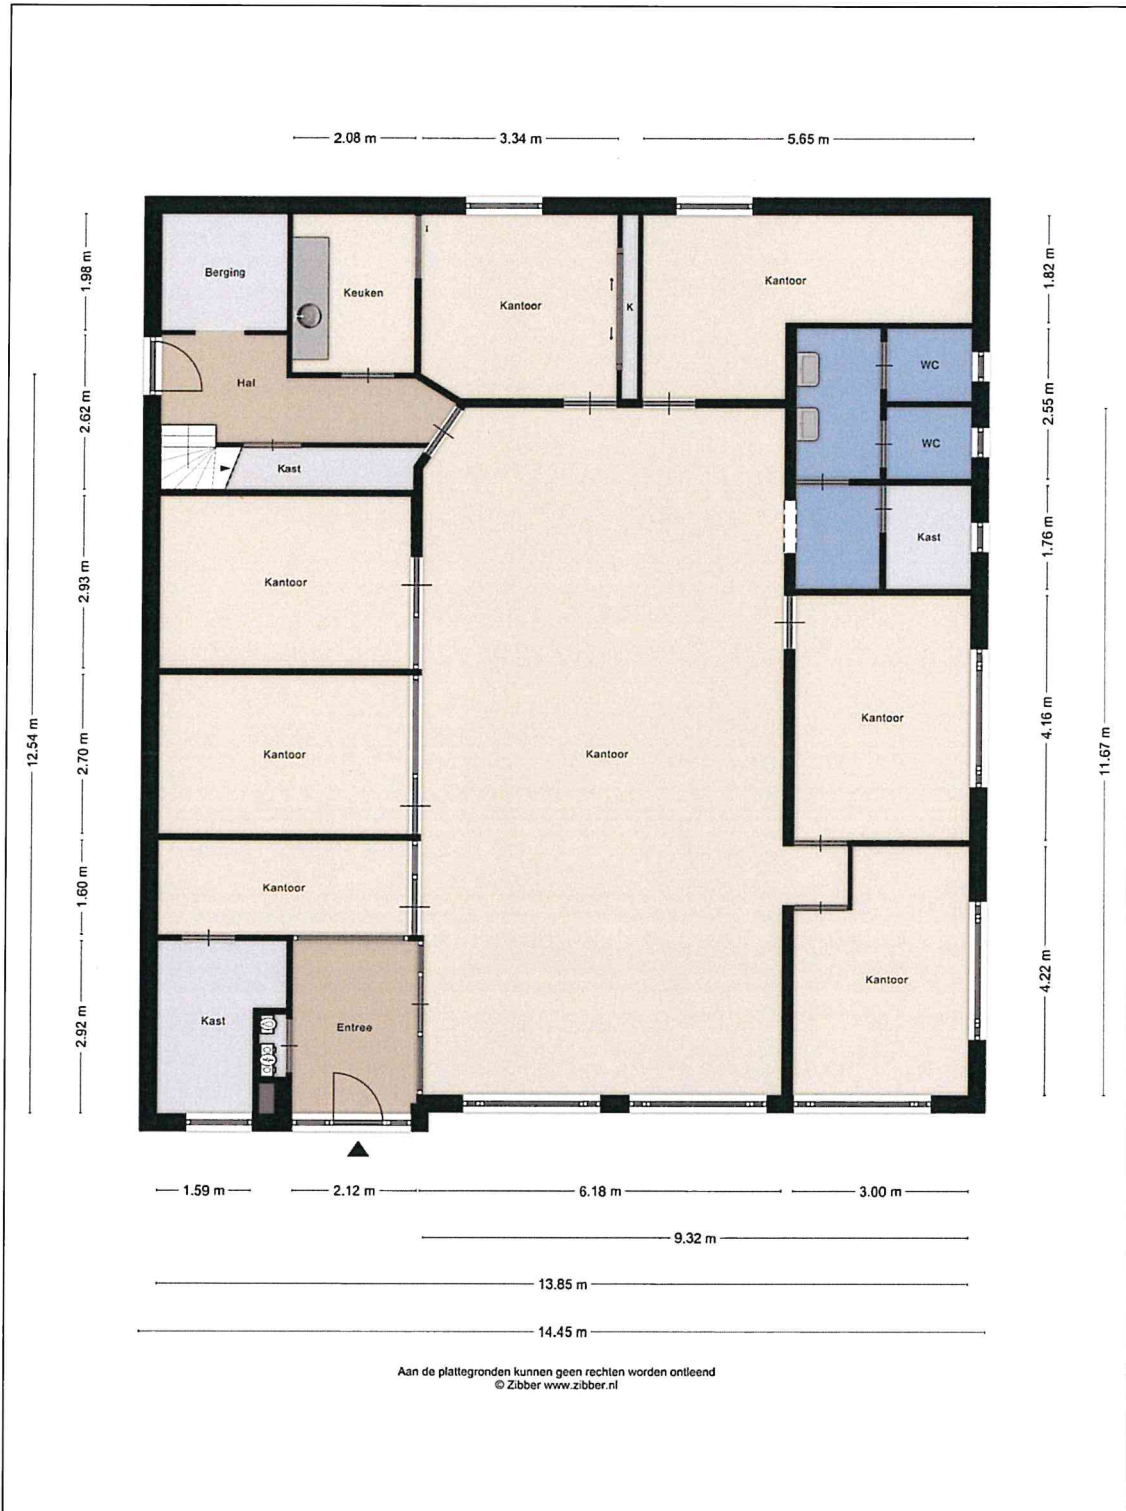 2.08 m
3.34 m
5.65 m
1.98 m
2.62 m
2.93 m
12.54 m
2.70 m
1.60 m
2.92 m
Berging
Keuken
Kantoor
K
Kantoor
Hal
WC
WC
Kast
Kast
Kantoor
Kantoor
Kantoor
Kantoor
Kantoor
Kantoor
Kast
Entree
1.82 m
2.55 m
1.76 m
4.16 m
11.67 m
4.22 m
1.59 m
2.12 m
6.18 m
3.00 m
9.32 m
13.85 m
14.45 m
Aan de plattegronden kunnen geen rechten worden ontleend
© Zibber www.zibber.nl